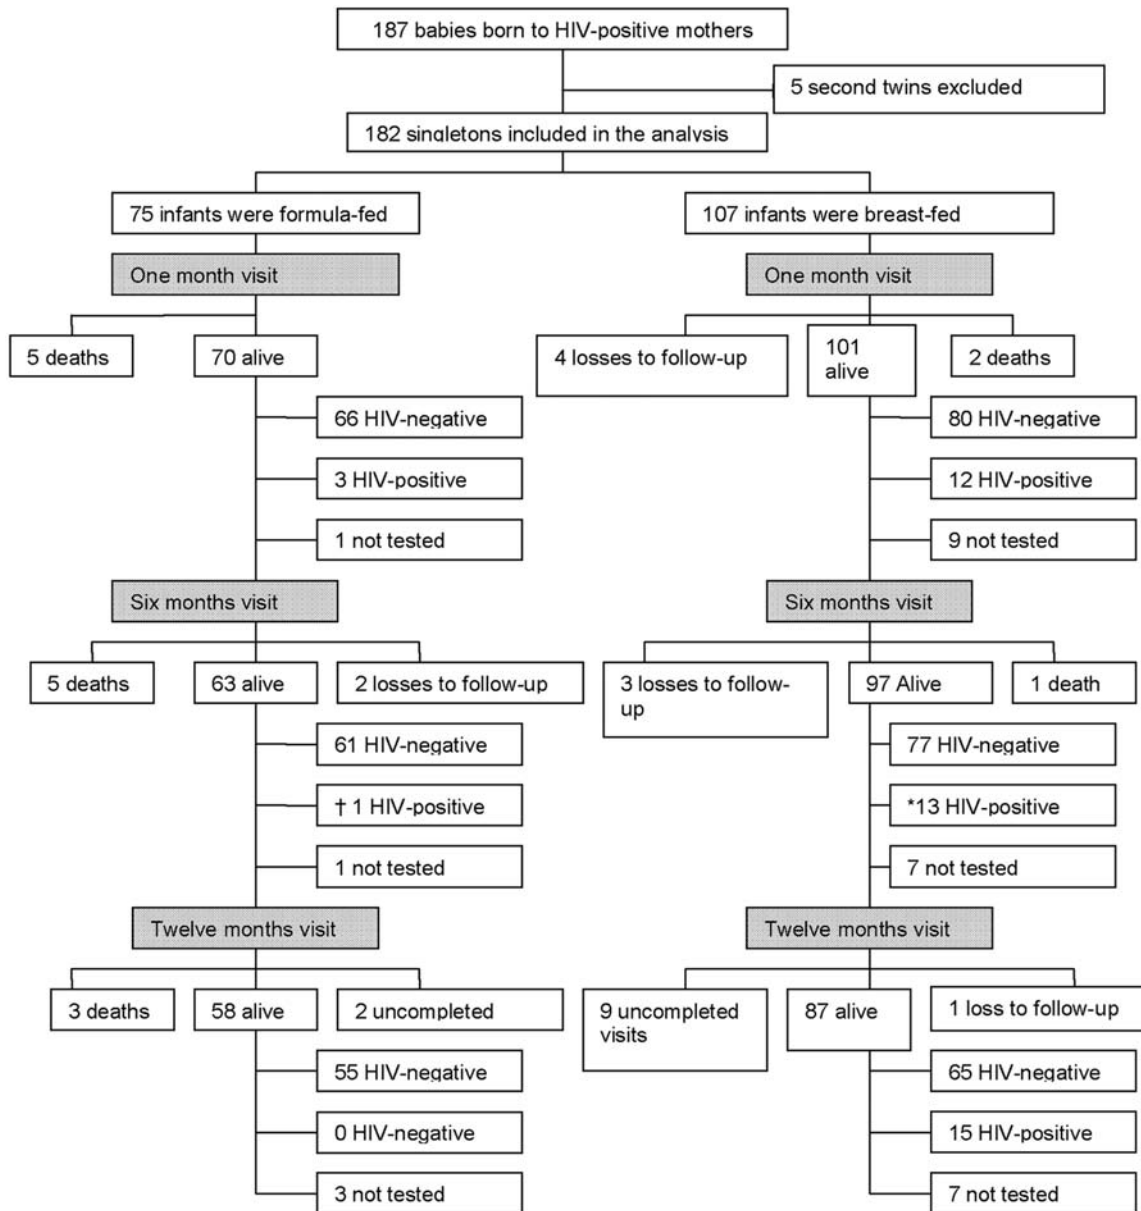 187 babies born to HIV-positive mothers
5 second twins excluded
182 singletons included in the analysis
75 infants were formula-fed
107 infants were breast-fed
One month visit
One month visit
5 deaths
70 alive
4 losses to follow-up
101
alive
2 deaths
66 HIV-negative
80 HIV-negative
3 HIV-positive
12 HIV-positive
1 not tested
9 not tested
Six months visit
Six months visit
5 deaths
63 alive
2 losses to follow-up
3 losses to follow-
up
97 Alive
1 death
61 HIV-negative
77 HIV-negative
† 1 HIV-positive
*13 HIV-positive
1 not tested
7 not tested
Twelve months visit
Twelve months visit
3 deaths
58 alive
2 uncompleted
9 uncompleted
visits
87 alive
1 loss to follow-up
55 HIV-negative
65 HIV-negative
0 HIV-negative
15 HIV-positive
3 not tested
7 not tested